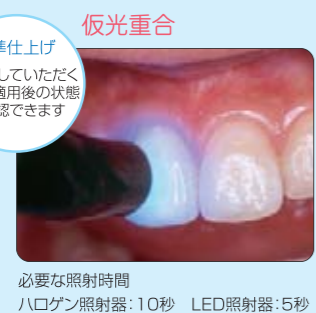 仮光重合
準仕上げ
していただく
適用後の状態
認できます
必要な照射時間
ハロゲン照射器：10秒　LED照射器：5秒